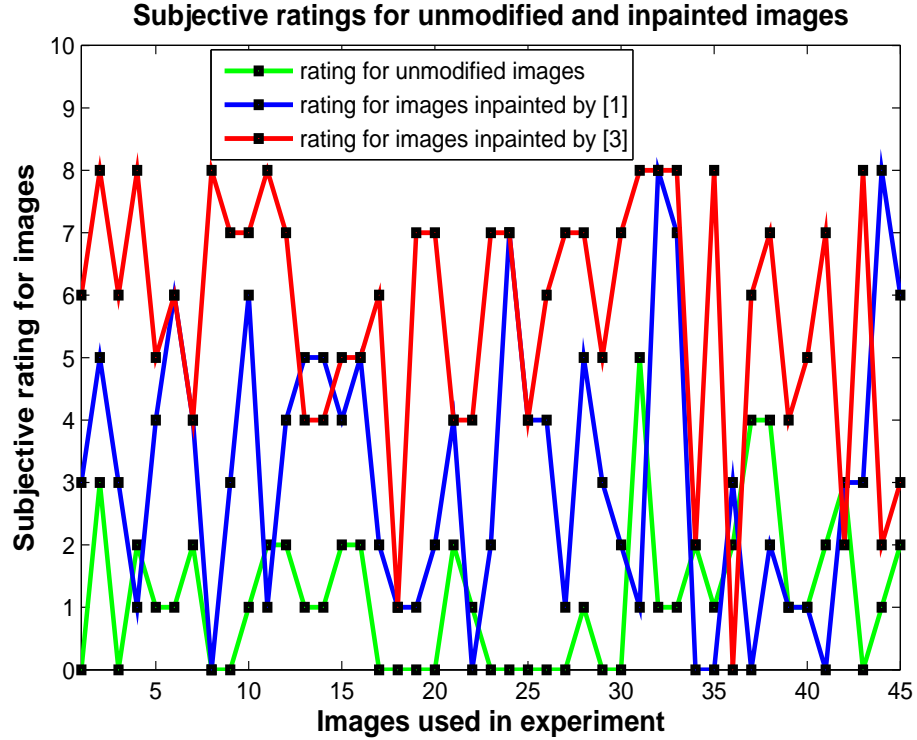 Subjective ratings for unmodified and inpainted images
10
9
8
7
6
5
4
3
2
1
0
Subjective rating for images
rating for unmodified images
rating for images inpainted by [1]
rating for images inpainted by [3]
5 10 15 20 25 30 35 40 45
Images used in experiment